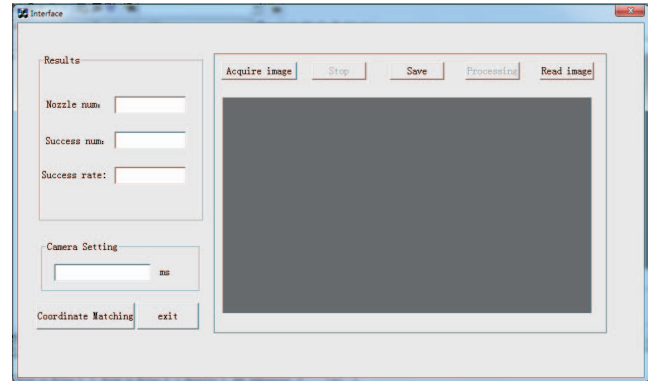 Interface
Results
Nozzle num:
Success num:
Success rate:
Camera Setting
ms
Coordinate Matching
exit
Acquire image
Stop
Save
Processing
Read image